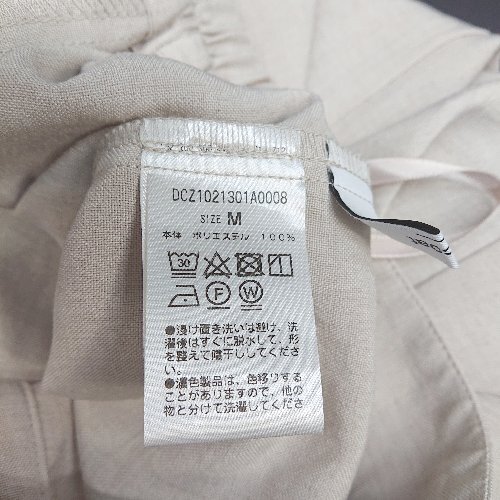 DCZ1021301A0008
SIZE M
本体 ポリエステル 100%
30
F W
●浸け置き洗いは避け、洗
濯後はすぐに脱水して、形
を整えて陰干ししてください。
●濃色製品は、色移りする
ことがありますので、他の
物と分けて洗濯してくださ